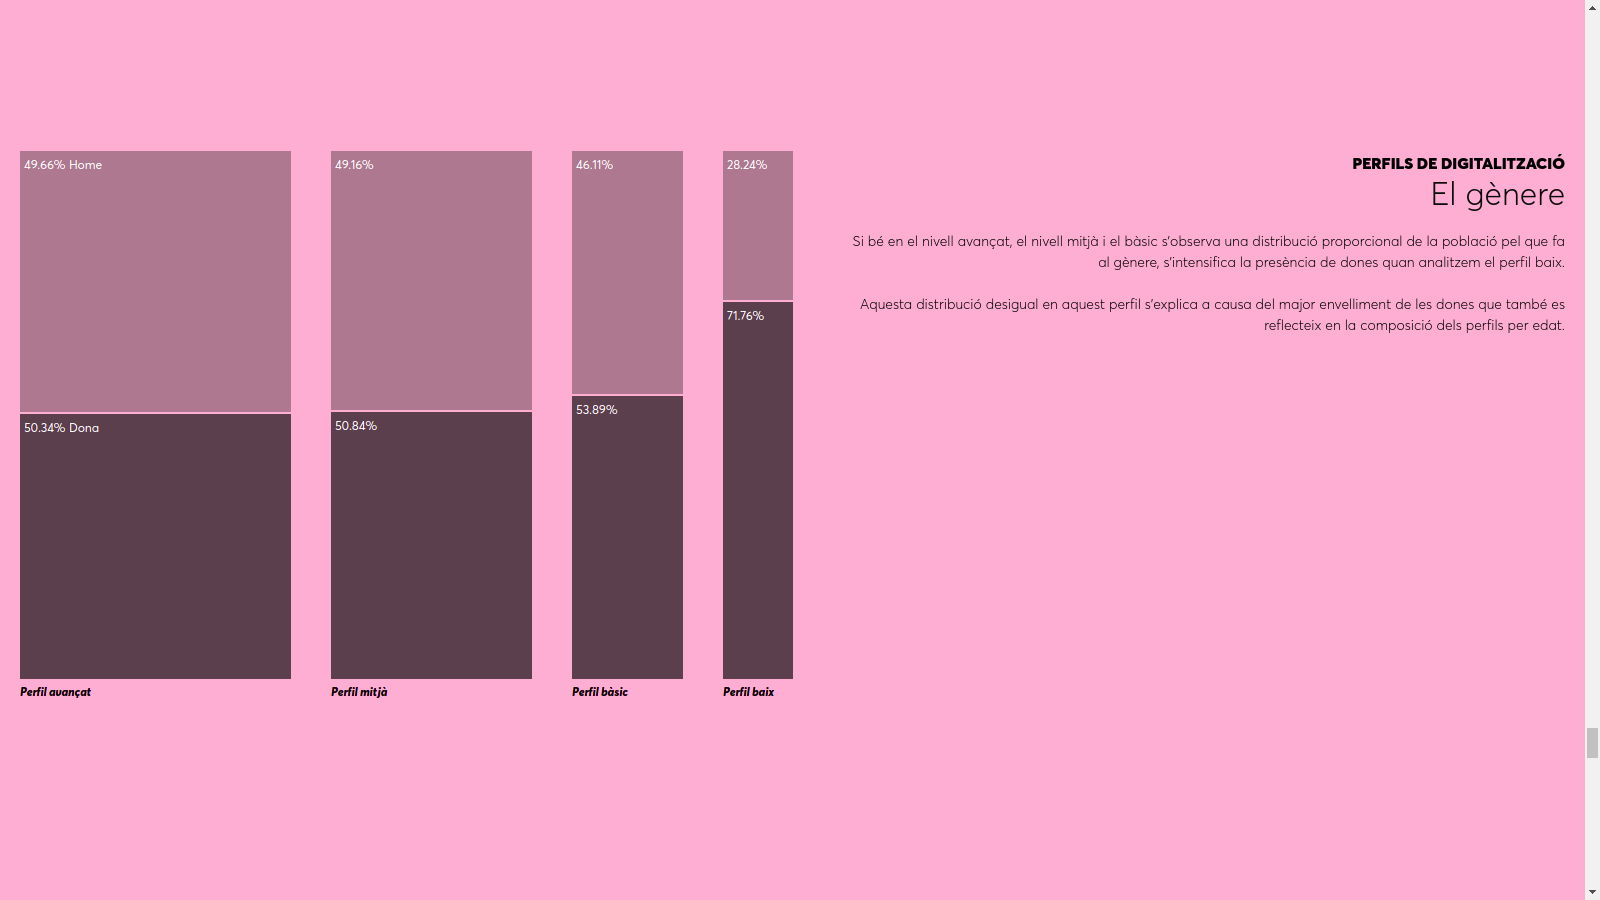 49.66% Home
49.16%
46.11%
28.24%
50.34% Dona
50.84%
53.89%
71.76%
Perfil avançat
Perfil mitjà
Perfil bàsic
Perfil baix
PERFILS DE DIGITALITZACIÓ
El gènere
Si bé en el nivell avançat, el nivell mitjà i el bàsic s'observa una distribució proporcional de la població pel que fa
al gènere, s'intensifica la presència de dones quan analitzem el perfil baix.
Aquesta distribució desigual en aquest perfil s'explica a causa del major envelliment de les dones que també es
reflecteix en la composició dels perfils per edat.